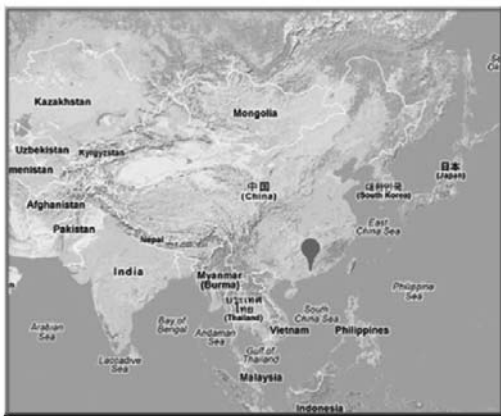 Kazakhstan
Mongolia
Uzbekistan
Kyrgyzstan
menistan
日本
(Japan)
中国
(China)
대한민국
(South Korea)
Afghanistan
Pakistan
East
China Sea
Nepal
India
Myanmar
(Burma)
Philippine
Sea
(Thailand)
South
China Sea
Arabian
Sea
Bay of
Bengal
Andaman
Sea
Vietnam
Philippines
Laccadive
Sea
Gulf of
Thailand
Malaysia
Indonesia